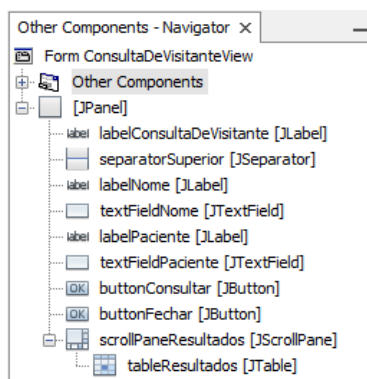 Other Components - Navigator ×
Form ConsultaDeVisitanteView
Other Components
[JPanel]
label labelConsultaDeVisitante [JLabel]
separatorSuperior [JSeparator]
label labelNome [JLabel]
textFieldNome [JTextField]
label labelPaciente [JLabel]
textFieldPaciente [JTextField]
OK buttonConsultar [JButton]
OK buttonFechar [JButton]
scrollPaneResultados [JScrollPane]
tableResultados [JTable]